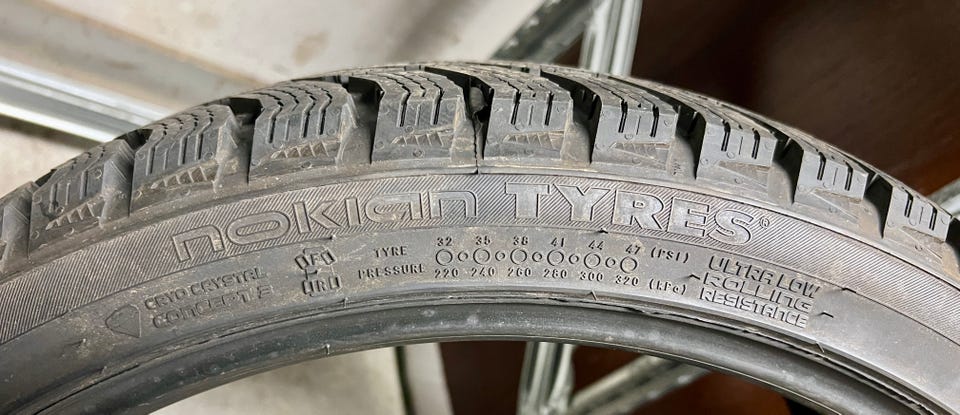 nokian TYRES®
CRYO CRYSTAL
CONCEPT 3
F
R
TYRE
PRESSURE
32 35 38 41 44 47 (PSI)
220 240 260 280 300 320 (kPa)
ULTRA LOW
ROLLING
RESISTANCE